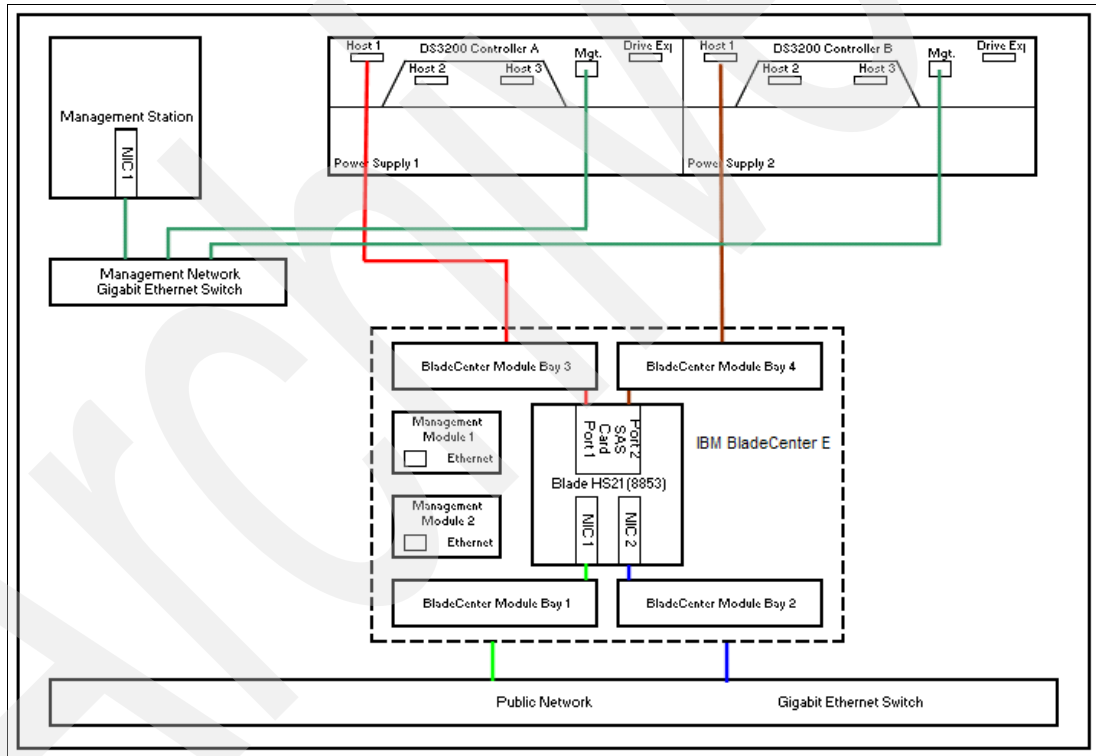 Host 1
DS3200 Controller A
Mgt.
Drive Exp
Host 1
DS3200 Controller B
Mgt.
Drive Exp
Host 2
Host 3
Host 2
Host 3
Management Station
NIC 1
Power Supply 1
Power Supply 2
Management Network
Gigabit Ethernet Switch
BladeCenter Module Bay 3
BladeCenter Module Bay 4
Management
Module 1
Ethernet
Port 1
SAS
Card
Port 2
IBM BladeCenter E
Blade HS21(8853)
Management
Module 2
Ethernet
NIC 1
NIC 2
BladeCenter Module Bay 1
BladeCenter Module Bay 2
Public Network
Gigabit Ethernet Switch
Archive